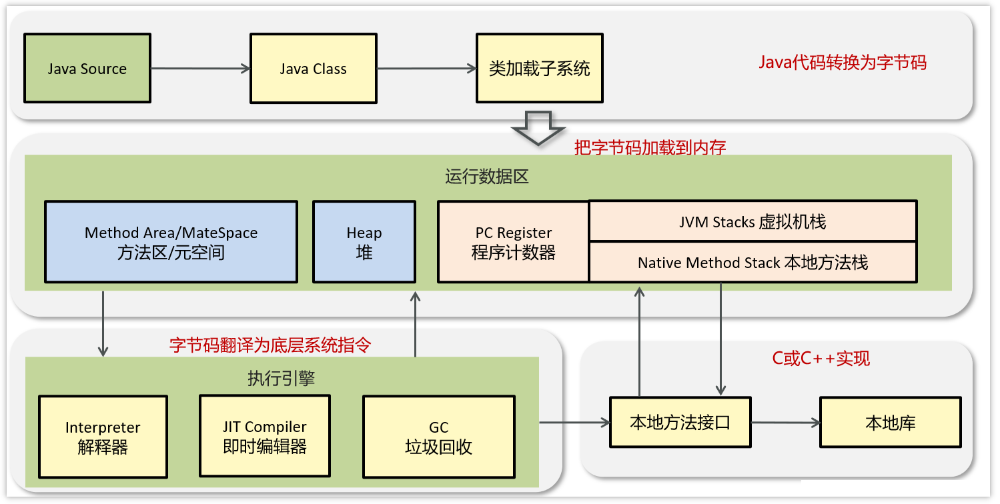 Java Source
Java Class
类加载子系统
Java代码转换为字节码
把字节码加载到内存
运行数据区
Method Area/MateSpace
方法区/元空间
Heap
堆
PC Register
程序计数器
JVM Stacks 虚拟机栈
Native Method Stack 本地方法栈
字节码翻译为底层系统指令
执行引擎
Interpreter
解释器
JIT Compiler
即时编辑器
GC
垃圾回收
C或C++实现
本地方法接口
本地库